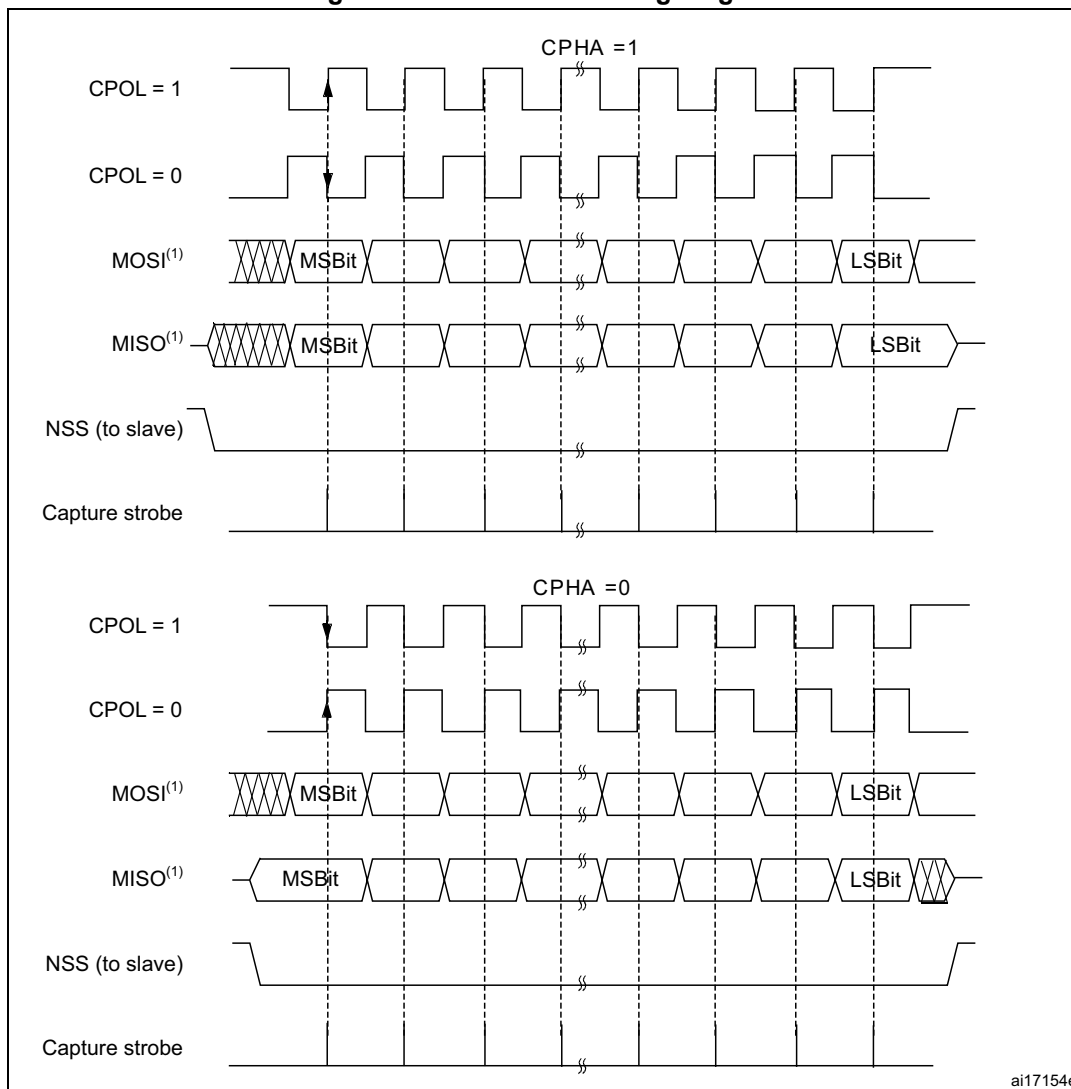 CPHA =1
CPOL = 1
CPOL = 0
MOSI(1)
MSBit
LSBit
MISO(1)
MSBit
LSBit
NSS (to slave)
Capture strobe
CPHA =0
CPOL = 1
CPOL = 0
MOSI(1)
MSBit
LSBit
MISO(1)
MSBit
LSBit
NSS (to slave)
Capture strobe